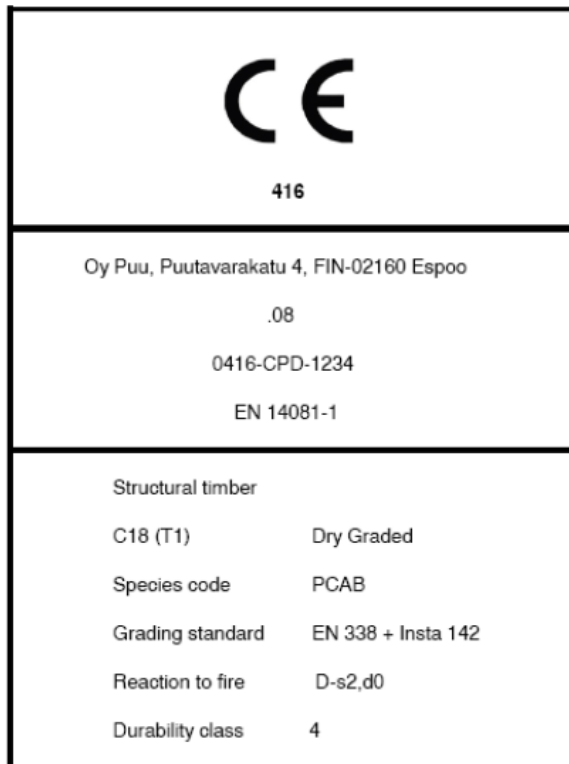 CE
416
Oy Puu, Puutavarakatu 4, FIN-02160 Espoo
.08
0416-CPD-1234
EN 14081-1
Structural timber
C18 (T1) Dry Graded
Species code PCAB
Grading standard EN 338 + Insta 142
Reaction to fire D-s2,d0
Durability class 4